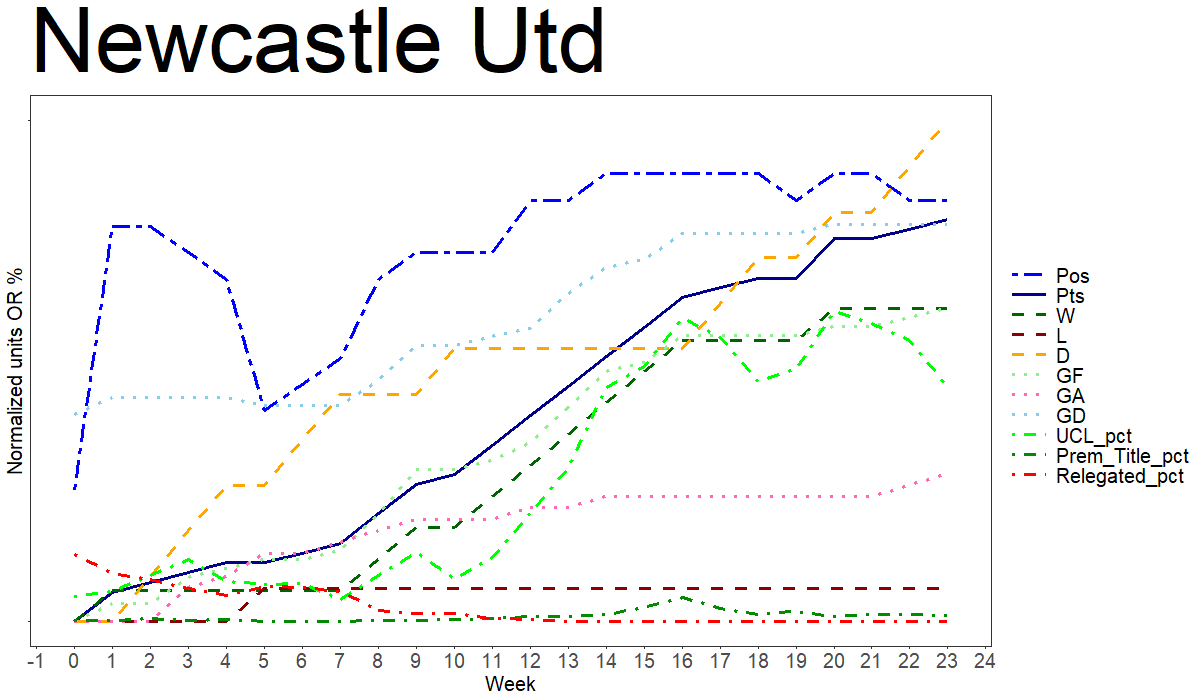 Newcastle Utd
Normalized units OR %
-1 0 1 2 3 4 5 6 7 8 9 10 11 12 13 14 15 16 17 18 19 20 21 22 23 24
Week
Pos
Pts
W
L
D
GF
GA
GD
UCL_pct
Prem_Title_pct
Relegated_pct